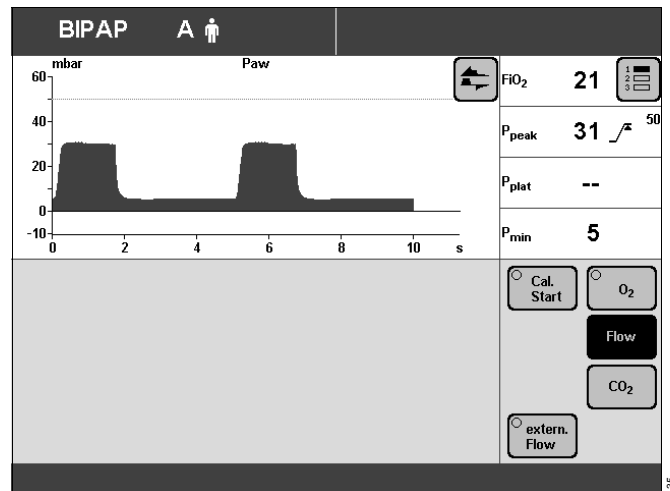 BIPAP A
mbar Paw
60
40
20
0
-10
0 2 4 6 8 10 s
FiO2 21
1
2
3
Ppeak 31 50
Pplat --
Pmin 5
Cal.
Start
O2
Flow
CO2
extern.
Flow